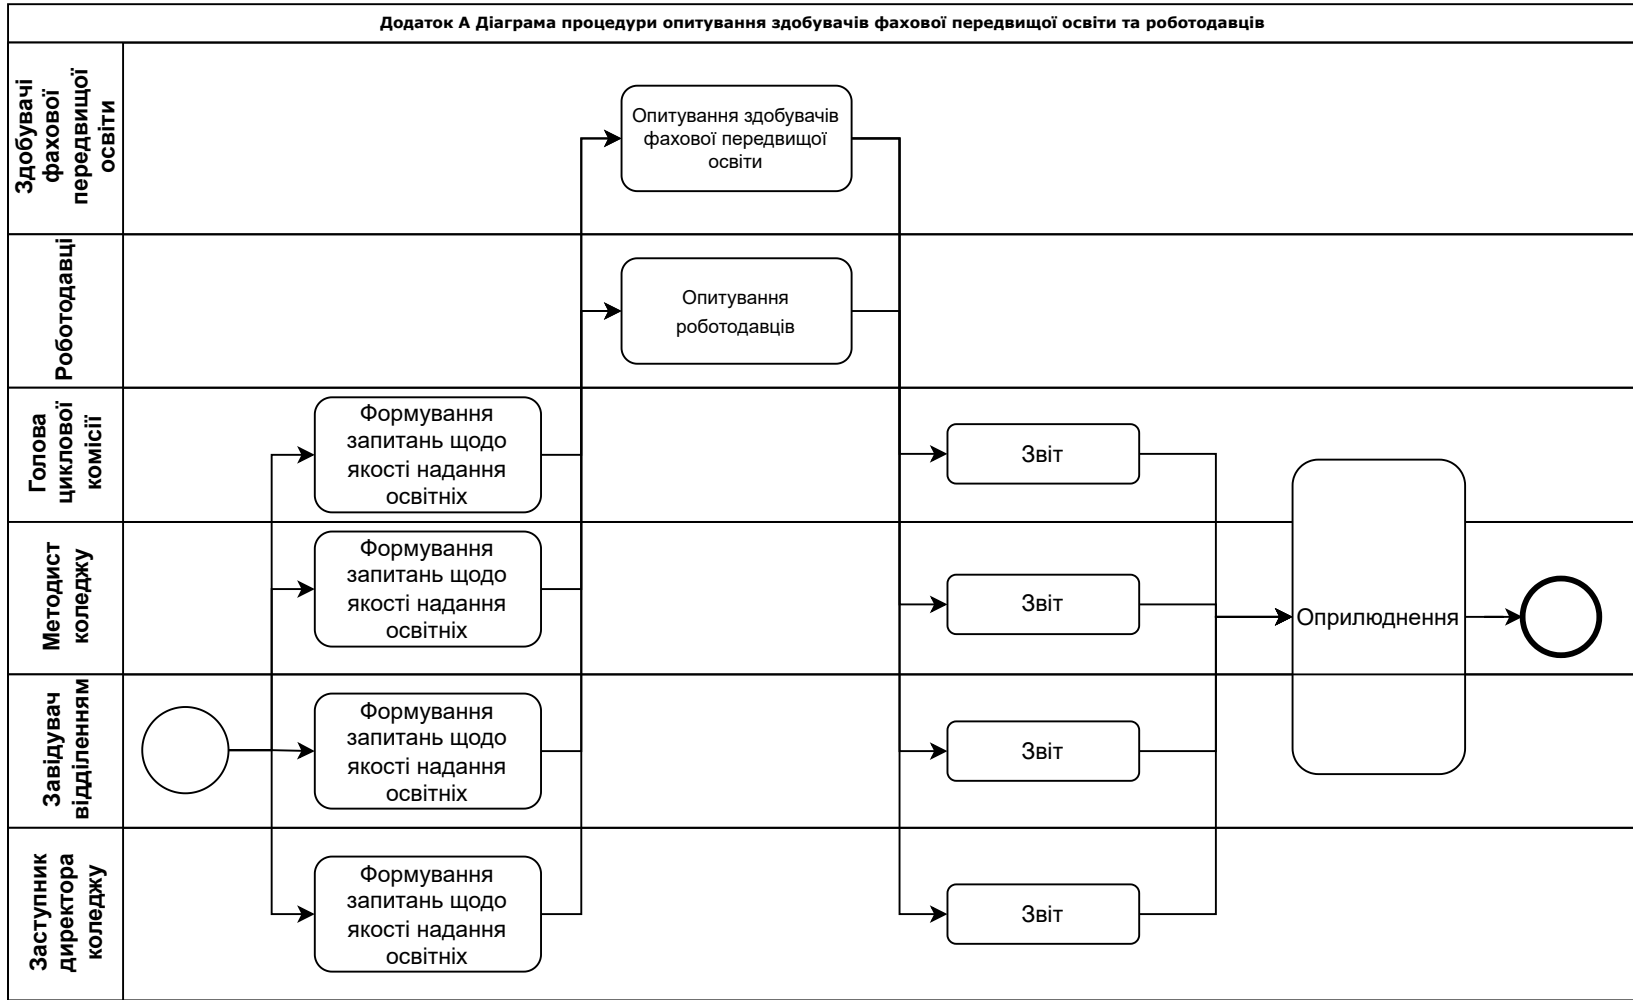 Додаток А Діаграма процедури опитування здобувачів фахової передвищої освіти та роботодавців
Здобувачі
фахової
передвищої
освіти
Опитування здобувачів
фахової передвищої
освіти
Роботодавці
Опитування
роботодавців
Голова
циклової
комісії
Формування
запитань щодо
якості надання
освітніх
Звіт
Методист
коледжу
Формування
запитань щодо
якості надання
освітніх
Звіт
Оприлюднення
Завідувач
відділенням
Формування
запитань щодо
якості надання
освітніх
Звіт
Заступник
директора
коледжу
Формування
запитань щодо
якості надання
освітніх
Звіт